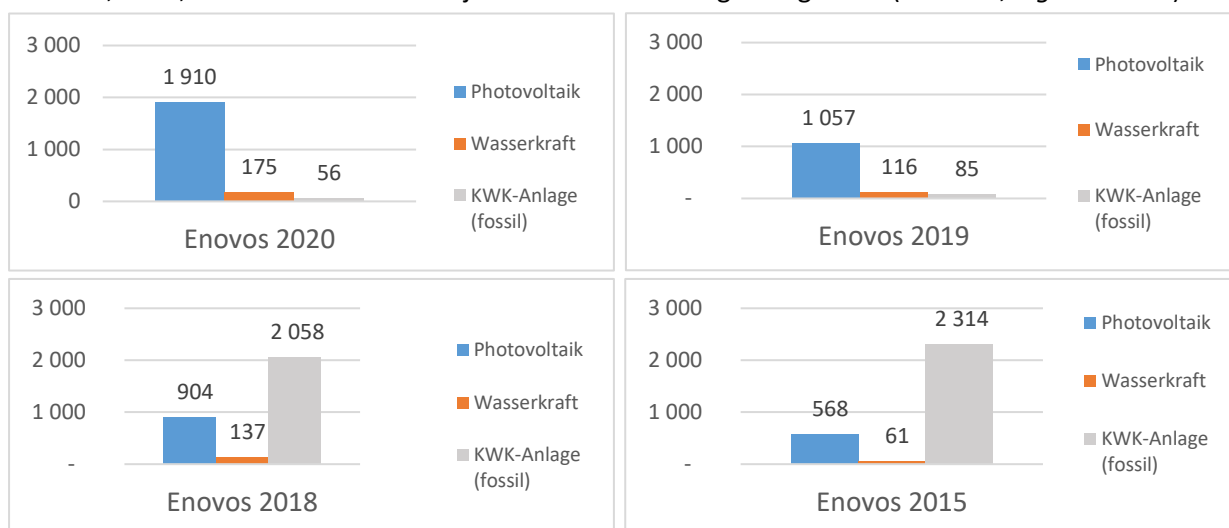 3 000
2 000
1 000
0
1 910
175
56
Photovoltaik
Wasserkraft
KWK-Anlage
(fossil)
Enovos 2020
3 000
2 000
1 000
-
1 057
116
85
Photovoltaik
Wasserkraft
KWK-Anlage
(fossil)
Enovos 2019
3 000
2 000
1 000
-
904
137
2 058
Photovoltaik
Wasserkraft
KWK-Anlage
(fossil)
Enovos 2018
3 000
2 000
1 000
-
568
61
2 314
Photovoltaik
Wasserkraft
KWK-Anlage
(fossil)
Enovos 2015